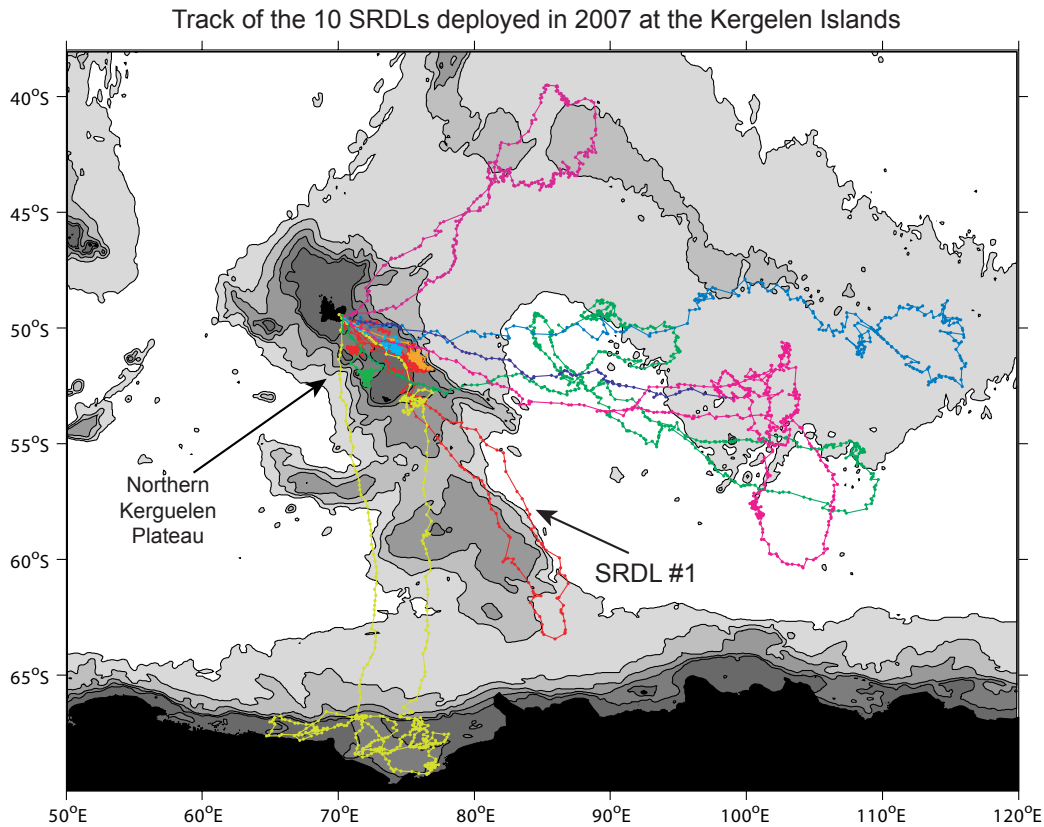 Track of the 10 SRDLs deployed in 2007 at the Kergelen Islands
40°S
45°S
50°S
55°S
60°S
65°S
Northern
Kerguelen
Plateau
SRDL #1
50°E
60°E
70°E
80°E
90°E
100°E
110°E
120°E